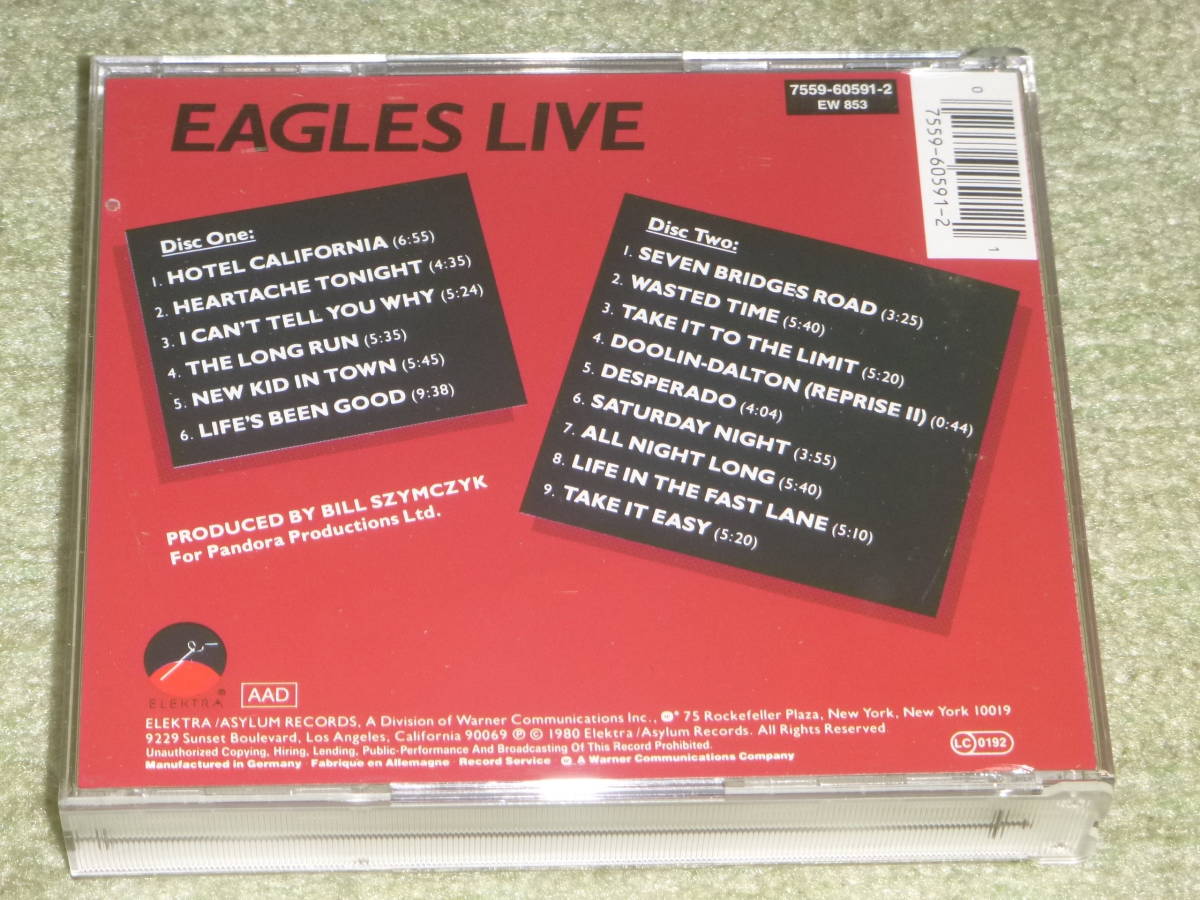 EAGLES LIVE
7559-60591-2
EW 853
0
7559-60591-2
1
Disc One:
1. HOTEL CALIFORNIA (6:55)
2. HEARTACHE TONIGHT (4:35)
3. I CAN'T TELL YOU WHY (5:24)
4. THE LONG RUN (5:35)
5. NEW KID IN TOWN (5:45)
6. LIFE'S BEEN GOOD (9:38)
Disc Two:
1. SEVEN BRIDGES ROAD (3:25)
2. WASTED TIME (5:40)
3. TAKE IT TO THE LIMIT (5:20)
4. DOOLIN-DALTON (REPRISE II) (0:44)
5. DESPERADO (4:04)
6. SATURDAY NIGHT (3:55)
7. ALL NIGHT LONG (5:40)
8. LIFE IN THE FAST LANE (5:10)
9. TAKE IT EASY (5:20)
PRODUCED BY BILL SZYMCZYK
For Pandora Productions Ltd.
ELEKTRA ®
AAD
ELEKTRA/ASYLUM RECORDS, A Division of Warner Communications Inc., * 75 Rockefeller Plaza, New York, New York 10019
9229 Sunset Boulevard, Los Angeles, California 90069 ℗ © 1980 Elektra/Asylum Records. All Rights Reserved
Unauthorized Copying, Hiring, Lending, Public-Performance And Broadcasting Of This Record Prohibited.
Manufactured in Germany · Fabrique en Allemagne · Record Service · A Warner Communications Company
LC 0192